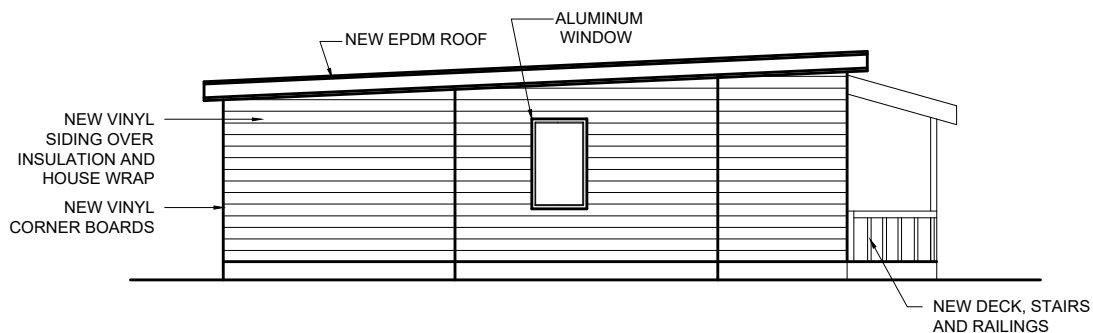 ALUMINUM
WINDOW
NEW EPDM ROOF
NEW VINYL
SIDING OVER
INSULATION AND
HOUSE WRAP
NEW VINYL
CORNER BOARDS
NEW DECK, STAIRS
AND RAILINGS